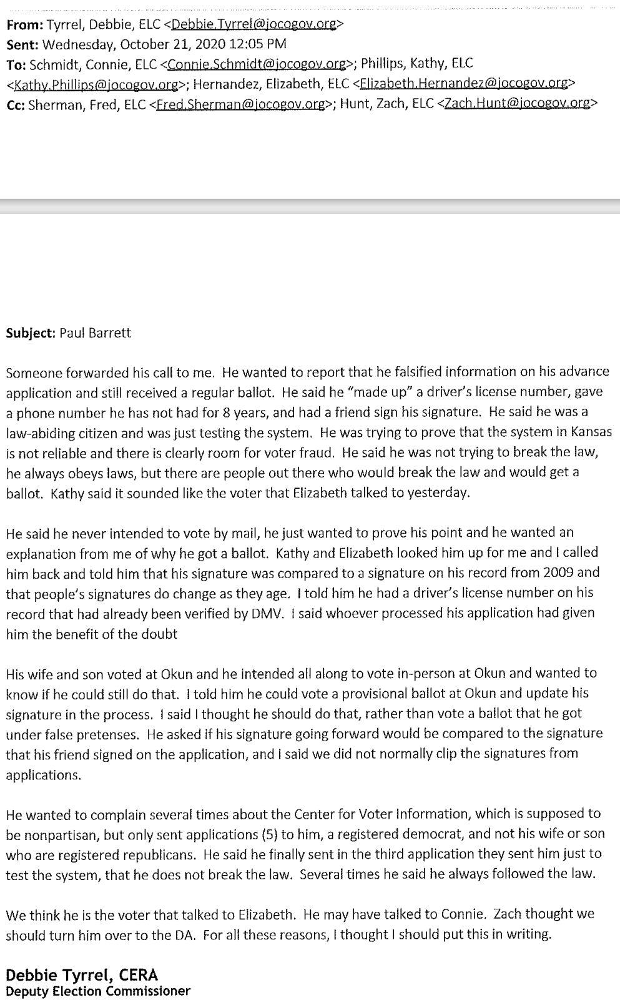 From: Tyrrel, Debbie, ELC <Debbie.Tyrrel@jocogov.org>
Sent: Wednesday, October 21, 2020 12:05 PM
To: Schmidt, Connie, ELC <Connie.Schmidt@jocogov.org>; Phillips, Kathy, ELC
<Kathy.Phillips@jocogov.org>; Hernandez, Elizabeth, ELC <Elizabeth.Hernandez@jocogov.org>
Cc: Sherman, Fred, ELC <Fred.Sherman@jocogov.org>; Hunt, Zach, ELC <Zach.Hunt@jocogov.org>
Subject: Paul Barrett
Someone forwarded his call to me. He wanted to report that he falsified information on his advance
application and still received a regular ballot. He said he “made up” a driver’s license number, gave
a phone number he has not had for 8 years, and had a friend sign his signature. He said he was a
law-abiding citizen and was just testing the system. He was trying to prove that the system in Kansas
is not reliable and there is clearly room for voter fraud. He said he was not trying to break the law,
he always obeys laws, but there are people out there who would break the law and would get a
ballot. Kathy said it sounded like the voter that Elizabeth talked to yesterday.
He said he never intended to vote by mail, he just wanted to prove his point and he wanted an
explanation from me of why he got a ballot. Kathy and Elizabeth looked him up for me and I called
him back and told him that his signature was compared to a signature on his record from 2009 and
that people’s signatures do change as they age. I told him he had a driver’s license number on his
record that had already been verified by DMV. I said whoever processed his application had given
him the benefit of the doubt
His wife and son voted at Okun and he intended all along to vote in-person at Okun and wanted to
know if he could still do that. I told him he could vote a provisional ballot at Okun and update his
signature in the process. I said I thought he should do that, rather than vote a ballot that he got
under false pretenses. He asked if his signature going forward would be compared to the signature
that his friend signed on the application, and I said we did not normally clip the signatures from
applications.
He wanted to complain several times about the Center for Voter Information, which is supposed to
be nonpartisan, but only sent applications (5) to him, a registered democrat, and not his wife or son
who are registered republicans. He said he finally sent in the third application they sent him just to
test the system, that he does not break the law. Several times he said he always followed the law.
We think he is the voter that talked to Elizabeth. He may have talked to Connie. Zach thought we
should turn him over to the DA. For all these reasons, I thought I should put this in writing.
Debbie Tyrrel, CERA
Deputy Election Commissioner